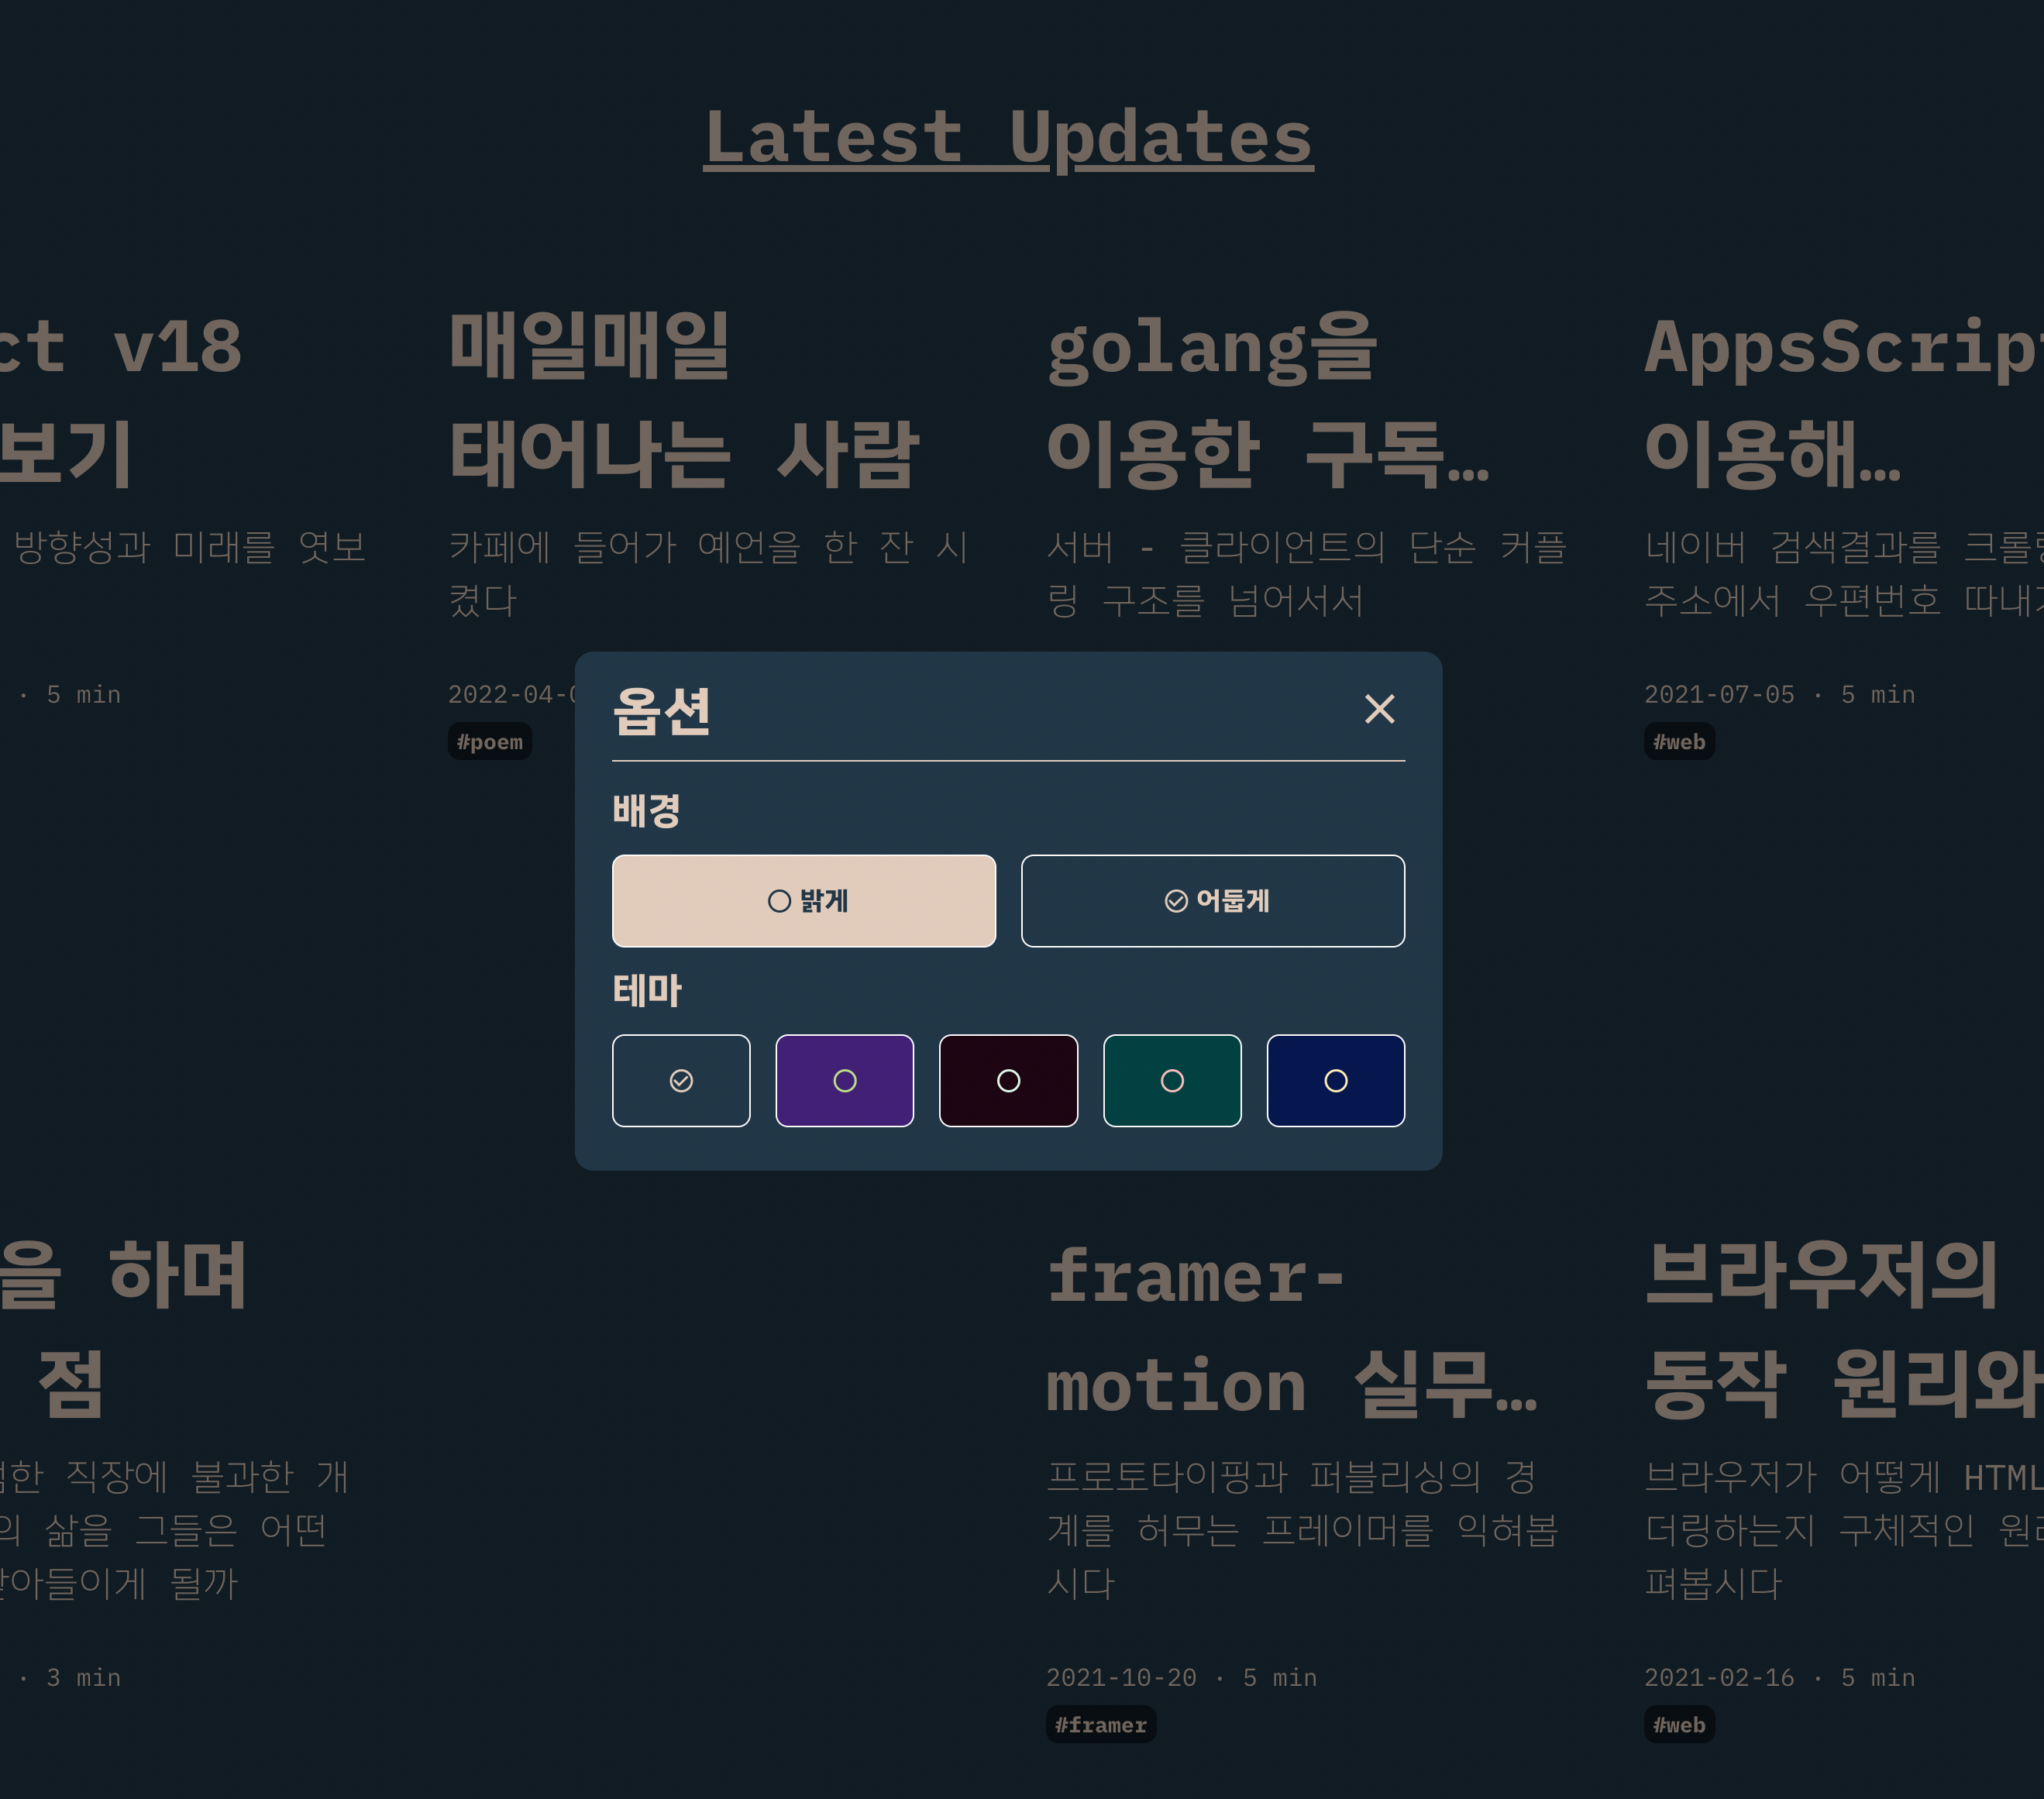 Latest Updates
ct v18
보기
방향성과 미래를 엿보
· 5 min
매일매일
태어나는 사람
카페에 들어가 예언을 한 잔 시
켰다
2022-04-
#poem
golang을
이용한 구독…
서버 - 클라이언트의 단순 커플
링 구조를 넘어서서
AppsScript
이용해…
네이버 검색결과를 크롤링
주소에서 우편번호 따내기
2021-07-05 · 5 min
#web
옵션
배경
밝게
어둡게
테마
을 하며
점
한 직장에 불과한 개
의 삶을 그들은 어떤
받아들이게 될까
· 3 min
framer-
motion 실무…
프로토타이핑과 퍼블리싱의 경
계를 허무는 프레이머를 익혀봅
시다
2021-10-20 · 5 min
#framer
브라우저의
동작 원리와
브라우저가 어떻게 HTML
더링하는지 구체적인 원리
펴봅시다
2021-02-16 · 5 min
#web